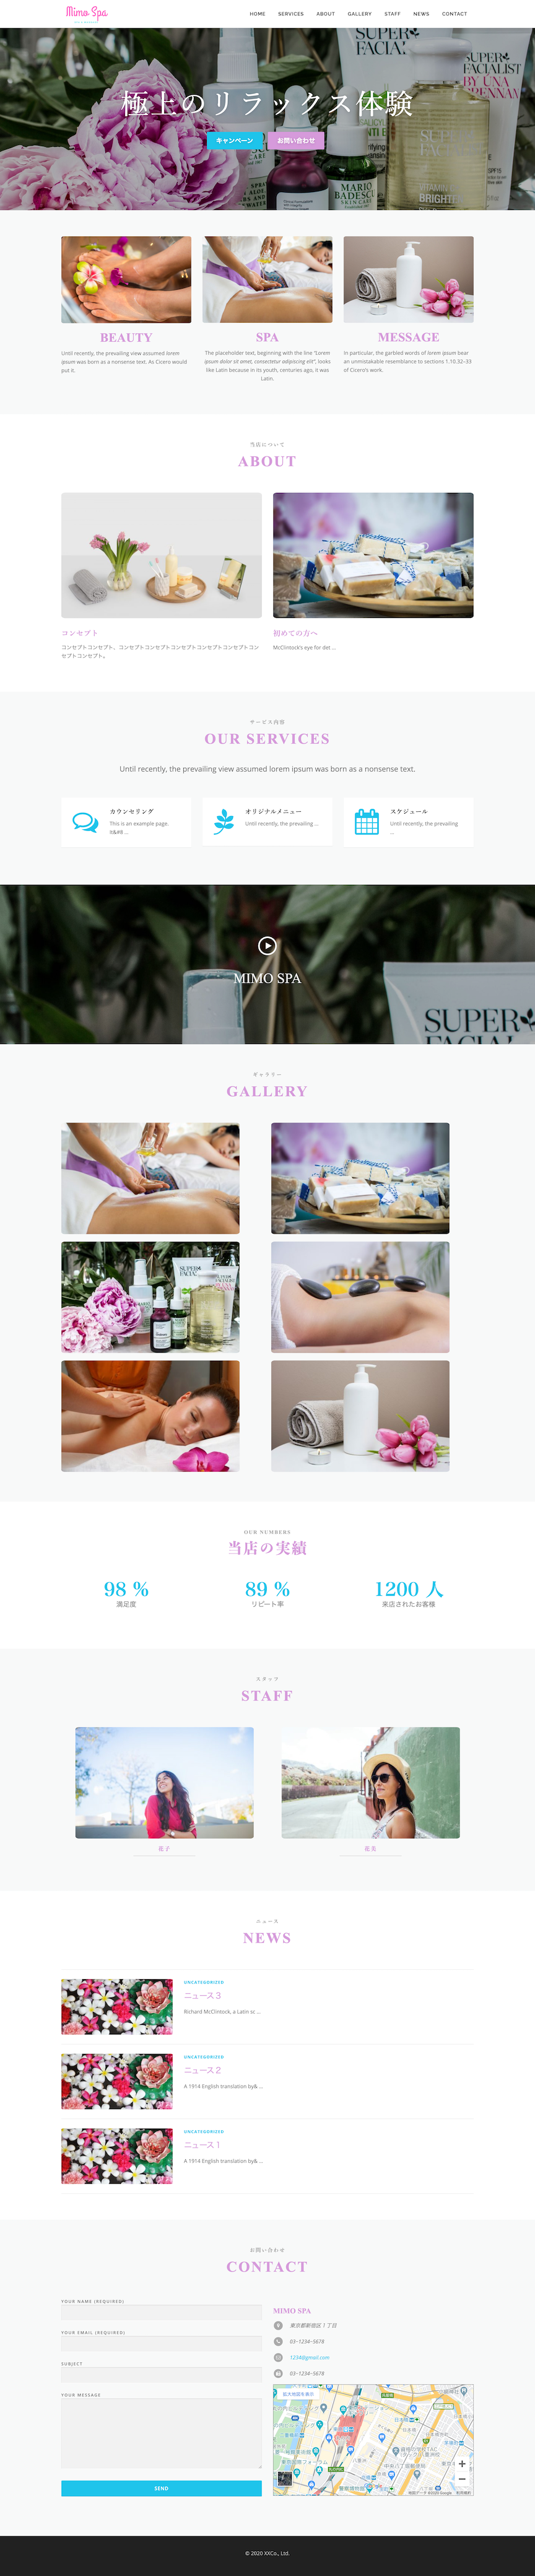 Mimo Spa
HOME SERVICES ABOUT GALLERY STAFF NEWS CONTACT
極上のリラックス体験
キャンペーン お問い合わせ
BEAUTY
Until recently, the prevailing view assumed lorem
ipsum was born as a nonsense text. As Cicero would
put it.
SPA
The placeholder text, beginning with the line "Lorem
ipsum dolor sit amet, consectetur adipiscing elit", looks
like Latin because in its youth, centuries ago, it was
Latin.
MESSAGE
In particular, the garbled words of lorem ipsum bear
an unmistakable resemblance to sections 1.10.32–33
of Cicero's work.
当店について
ABOUT
コンセプト
コンセプトコンセプト、コンセプトコンセプトコンセプトコンセプトコンセプトコン
セプトコンセプト。
初めての方へ
McClintock's eye for det ...
サービス内容
OUR SERVICES
Until recently, the prevailing view assumed lorem ipsum was born as a nonsense text.
カウンセリング
This is an example page.
It&#8 ...
オリジナルメニュー
Until recently, the prevailing ...
スケジュール
Until recently, the prevailing
...
MIMO SPA
ギャラリー
GALLERY
OUR NUMBERS
当店の実績
98 %
満足度
89 %
リピート率
1200 人
来店されたお客様
スタッフ
STAFF
花子
花美
ニュース
NEWS
UNCATEGORIZED
ニュース３
Richard McClintock, a Latin sc ...
UNCATEGORIZED
ニュース２
A 1914 English translation by& ...
UNCATEGORIZED
ニュース１
A 1914 English translation by& ...
お問い合わせ
CONTACT
YOUR NAME (REQUIRED)
YOUR EMAIL (REQUIRED)
SUBJECT
YOUR MESSAGE
SEND
MIMO SPA
東京都新宿区１丁目
03-1234-5678
1234@gmail.com
03-1234-5678
拡大地図を表示
© 2020 XXCo., Ltd.